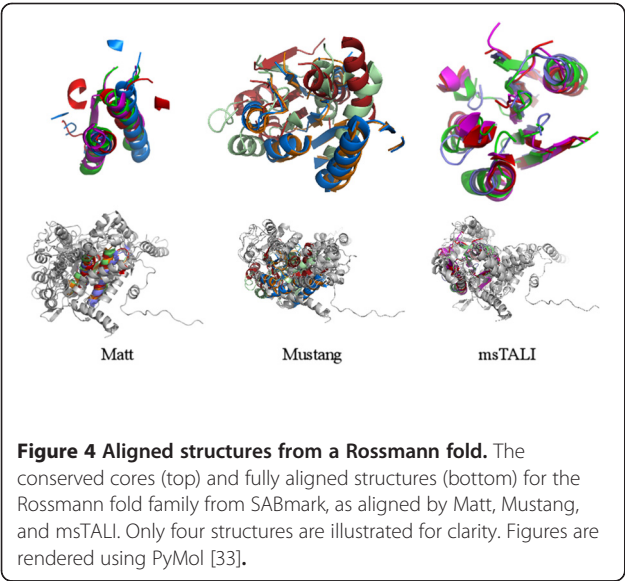 Matt
Mustang
msTALI
Figure 4 Aligned structures from a Rossmann fold. The
conserved cores (top) and fully aligned structures (bottom) for the
Rossmann fold family from SABmark, as aligned by Matt, Mustang,
and msTALI. Only four structures are illustrated for clarity. Figures are
rendered using PyMol [33].